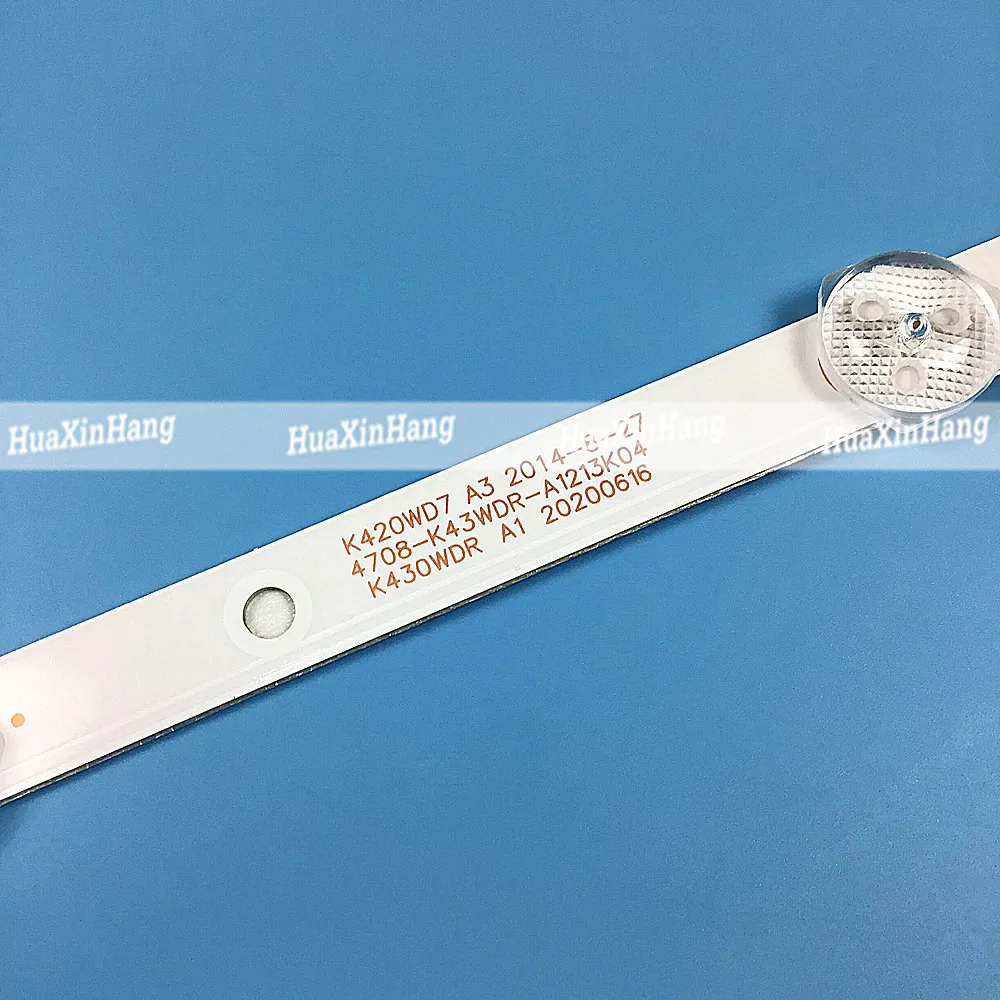 HuaXinHang HuaXinHang HuaXinHang HuaXinHang
K420WD7 A3 2014-8-27
4708-K43WDR-A1213K04
K430WDR A1 20200616